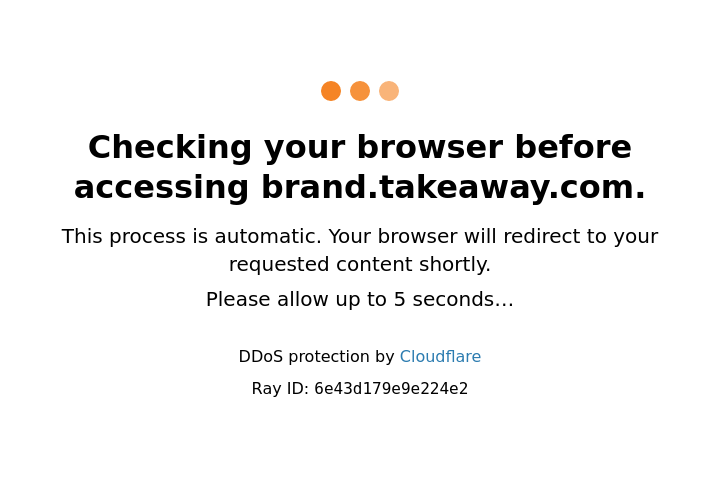 Checking your browser before
accessing brand.takeaway.com.
This process is automatic. Your browser will redirect to your
requested content shortly.
Please allow up to 5 seconds…
DDoS protection by Cloudflare
Ray ID: 6e43d179e9e224e2